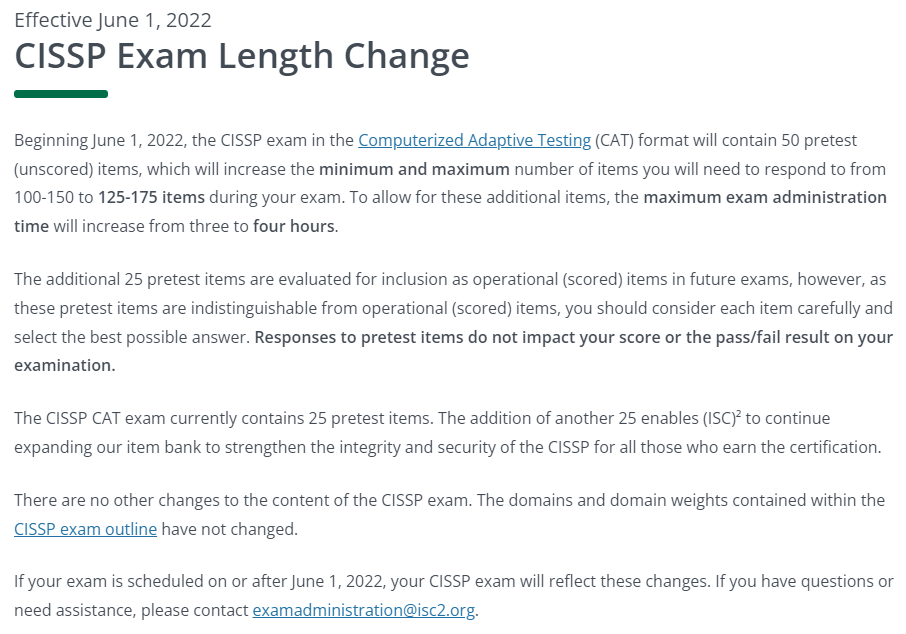 Effective June 1, 2022
CISSP Exam Length Change
Beginning June 1, 2022, the CISSP exam in the Computerized Adaptive Testing (CAT) format will contain 50 pretest
(unscored) items, which will increase the minimum and maximum number of items you will need to respond to from
100-150 to 125-175 items during your exam. To allow for these additional items, the maximum exam administration
time will increase from three to four hours.
The additional 25 pretest items are evaluated for inclusion as operational (scored) items in future exams, however, as
these pretest items are indistinguishable from operational (scored) items, you should consider each item carefully and
select the best possible answer. Responses to pretest items do not impact your score or the pass/fail result on your
examination.
The CISSP CAT exam currently contains 25 pretest items. The addition of another 25 enables (ISC)² to continue
expanding our item bank to strengthen the integrity and security of the CISSP for all those who earn the certification.
There are no other changes to the content of the CISSP exam. The domains and domain weights contained within the
CISSP exam outline have not changed.
If your exam is scheduled on or after June 1, 2022, your CISSP exam will reflect these changes. If you have questions or
need assistance, please contact examadministration@isc2.org.